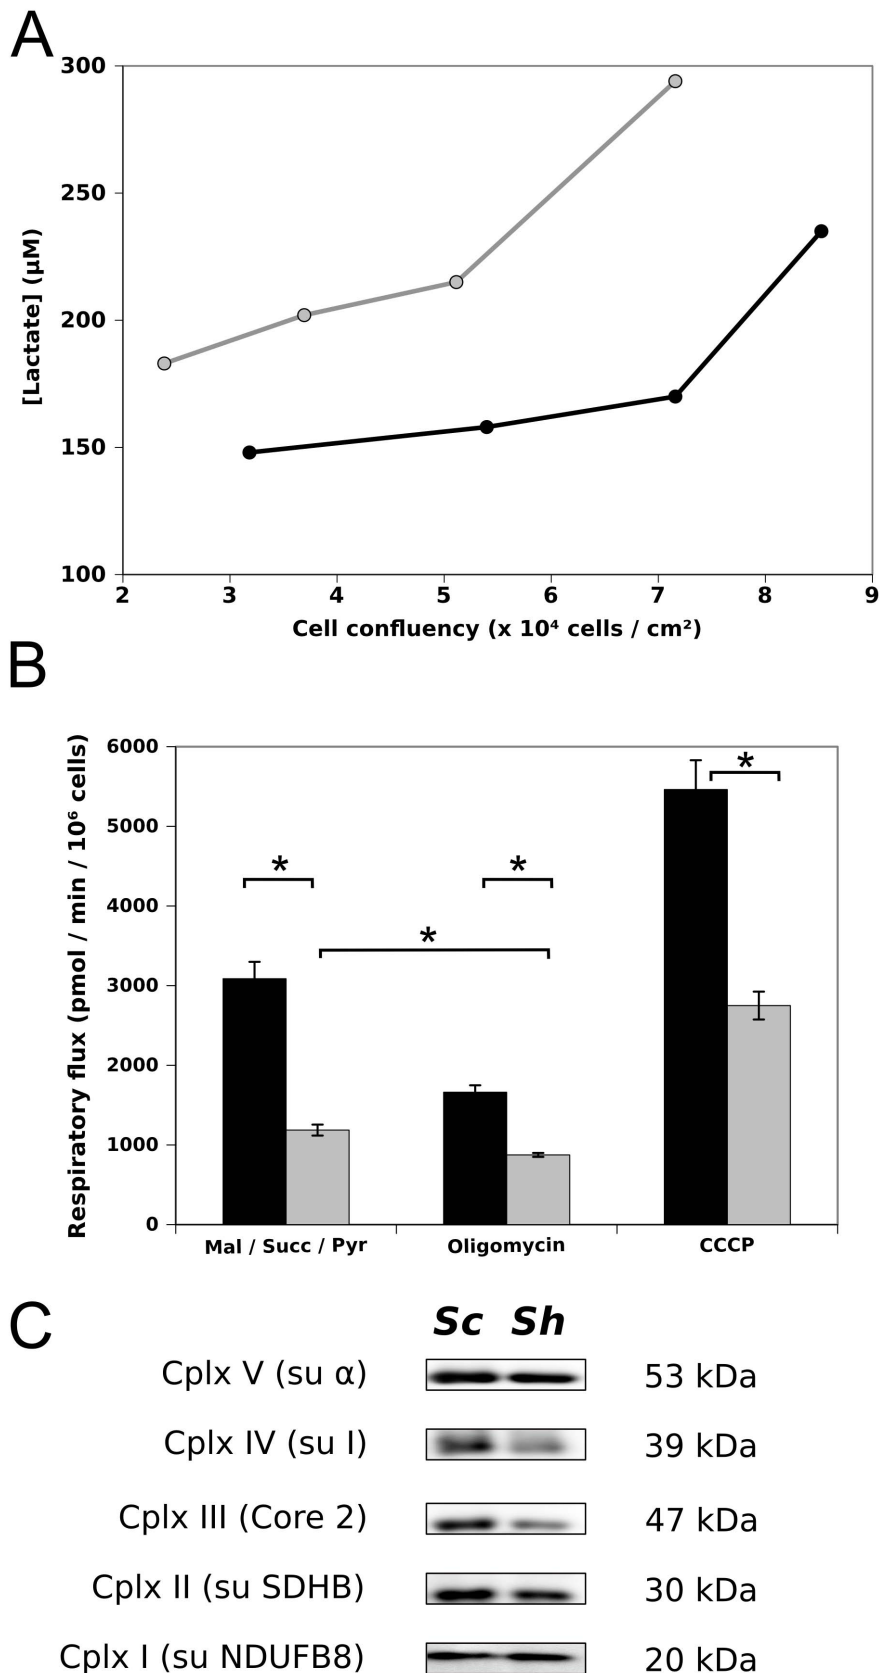 A
300
250
200
150
100
[Lactate] (µM)
2 3 4 5 6 7 8 9
Cell confluency (x 10⁴ cells / cm²)
B
6000
5000
4000
3000
2000
1000
0
Respiratory flux (pmol / min / 10⁶ cells)
* * * *
Mal / Succ / Pyr Oligomycin CCCP
C
Sc Sh
Cplx V (su α) 53 kDa
Cplx IV (su I) 39 kDa
Cplx III (Core 2) 47 kDa
Cplx II (su SDHB) 30 kDa
Cplx I (su NDUFB8) 20 kDa